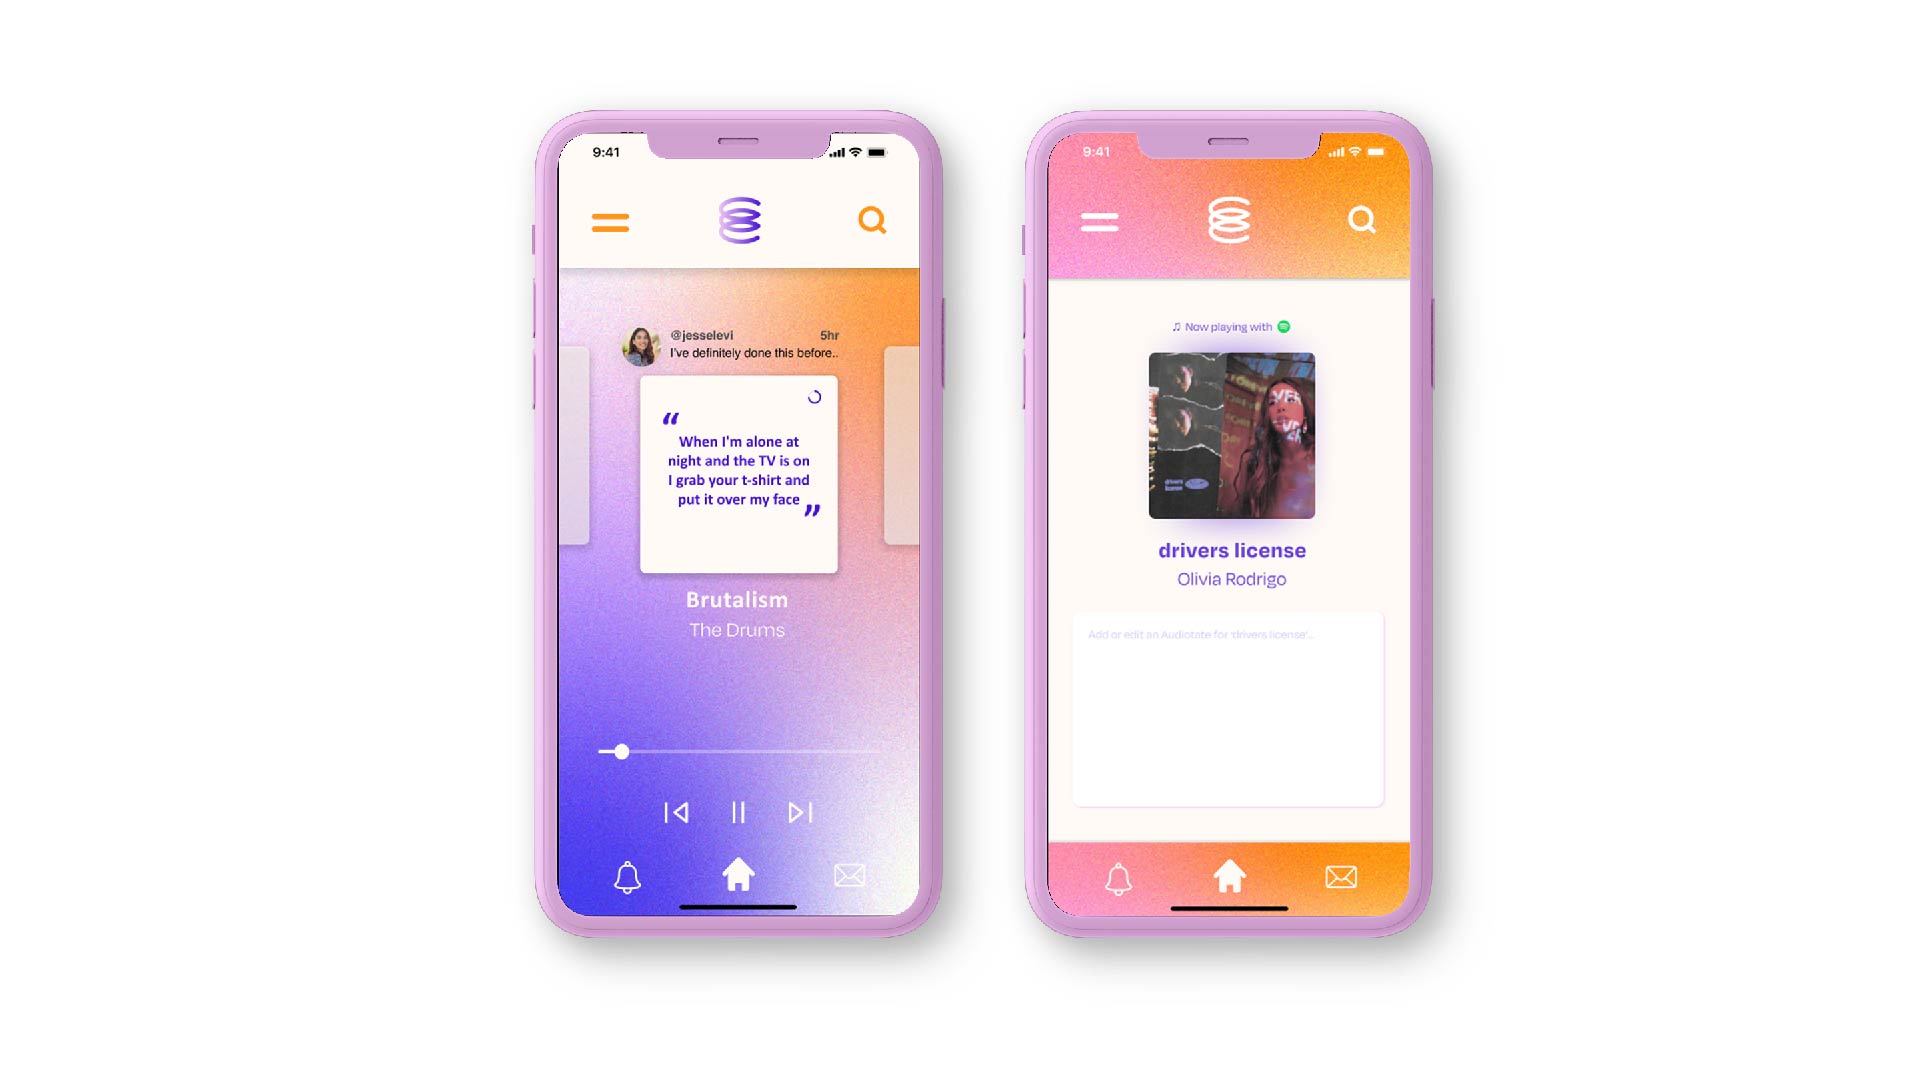 9:41
@jesselevi 5hr
I've definitely done this before..
“
When I'm alone at
night and the TV is on
I grab your t-shirt and
put it over my face
”
Brutalism
The Drums
9:41
♫ Now playing with
drivers license
Olivia Rodrigo
Add or edit an Audiotate for 'drivers license'...